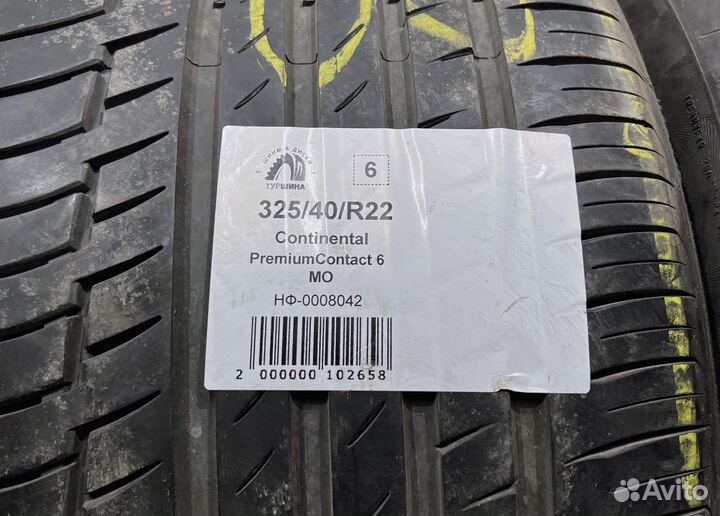 ШИНЫ & ДИСКИ
ТУРШИНА
6
325/40/R22
Continental
PremiumContact 6
MO
НФ-0008042
2 000000 102658
Avito